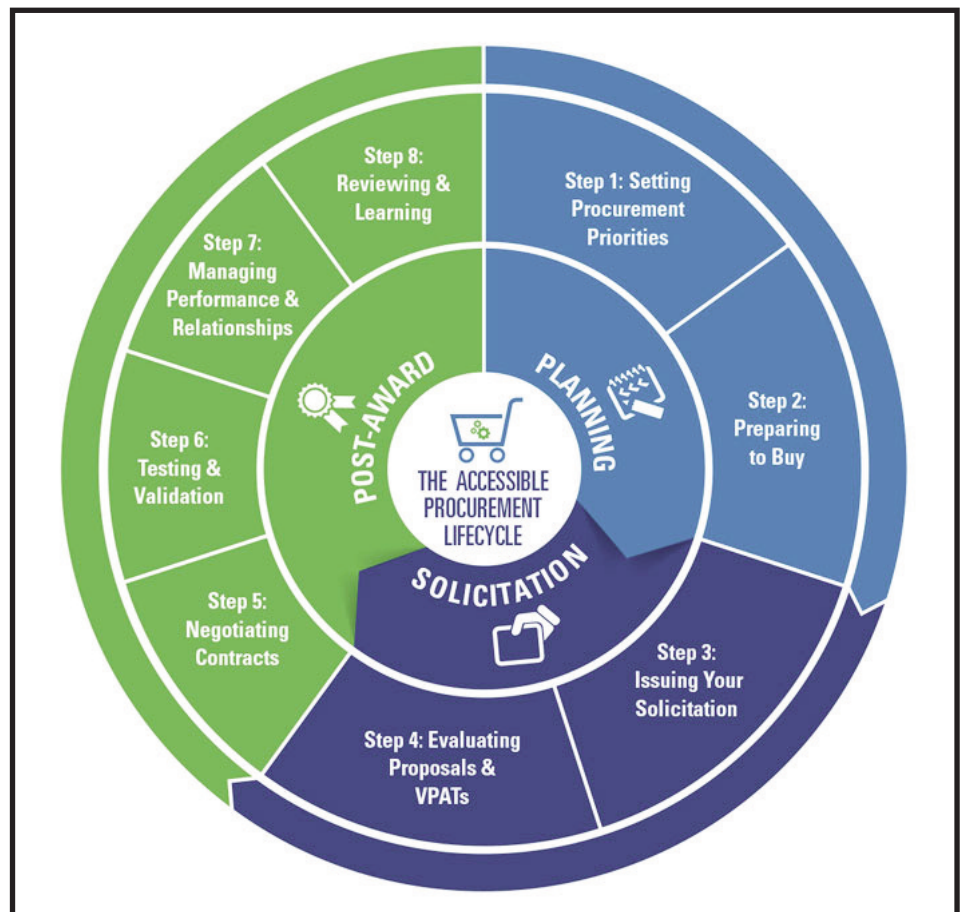 THE ACCESSIBLE
PROCUREMENT
LIFECYCLE
PLANNING
Step 1: Setting
Procurement
Priorities
Step 2:
Preparing
to Buy
SOLICITATION
Step 3:
Issuing Your
Solicitation
Step 4: Evaluating
Proposals &
VPATs
POST-AWARD
Step 5:
Negotiating
Contracts
Step 6:
Testing &
Validation
Step 7:
Managing
Performance &
Relationships
Step 8:
Reviewing &
Learning